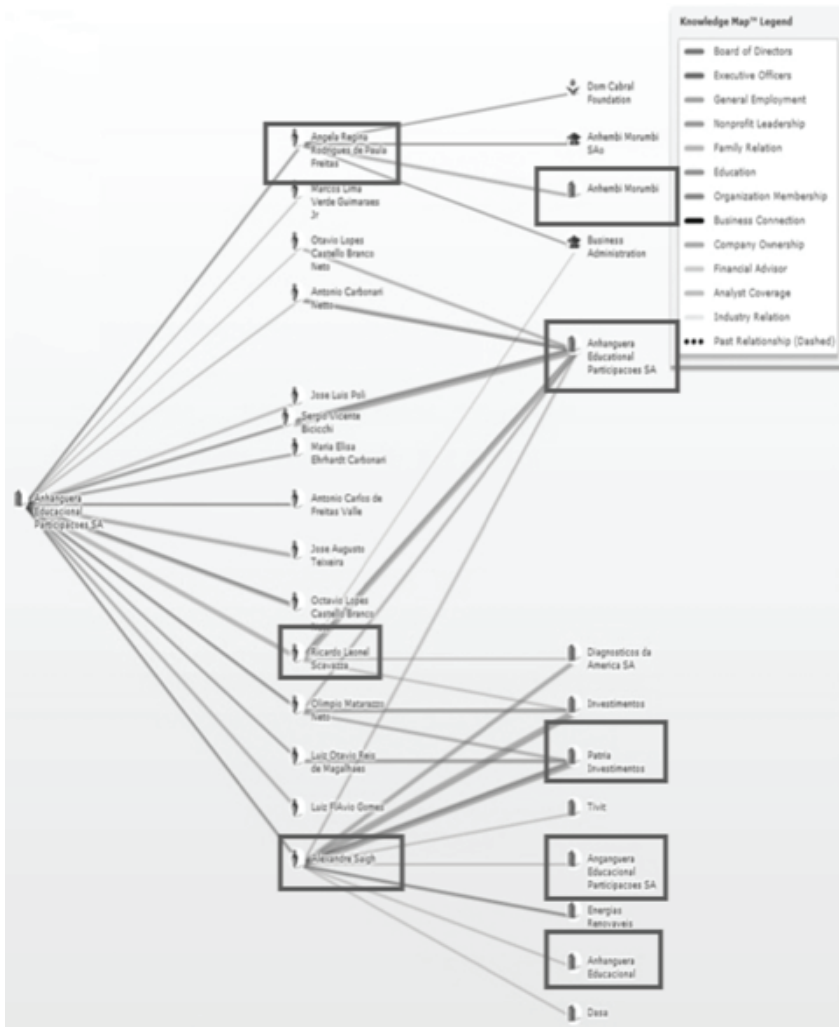 Knowledge Map™ Legend
Board of Directors
Executive Officers
General Employment
Nonprofit Leadership
Family Relation
Education
Organization Membership
Business Connection
Company Ownership
Financial Advisor
Analyst Coverage
Industry Relation
Past Relationship (Dashed)
Anhanguera
Educacional
Participacoes SA
Angela Regina
Rodrigues de Paula
Freitas
Marcos Lima
Verde Guimaraes
Jr
Otavio Lopes
Castello Branco
Neto
Antonio Carbonari
Netto
Jose Luis Poli
Sergio Vicente
Bicicchi
Maria Elisa
Ehrhardt Carbonari
Antonio Carlos de
Freitas Valle
Jose Augusto
Teixeira
Octavio Lopes
Castello Branco
Ricardo Leonel
Scavazza
Olimpio Matarazzo
Neto
Luiz Otavio Reis
de Magalhaes
Luiz FlAvio Gomes
Alexandre Saigh
Dom Cabral
Foundation
Anhembi Morumbi
SAo
Anhembi Morumbi
Business
Administration
Anhanguera
Educational
Participacoes SA
Diagnosticos da
America SA
Investimentos
Patria
Investimentos
Tivit
Anganguera
Educacional
Participacoes SA
Energias
Renovaveis
Anhanguera
Educacional
Dasa